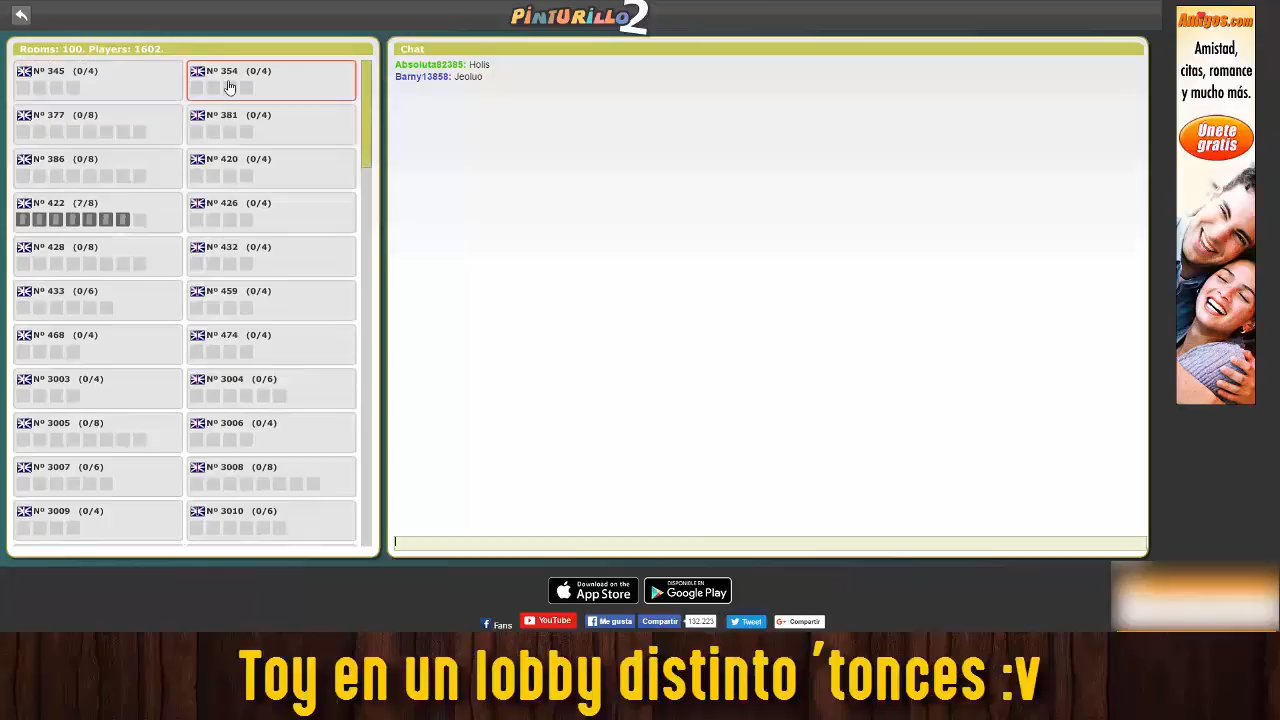 PINTURILLO 2
Rooms: 100. Players: 1602.
Nº 345 (0/4)
Nº 354 (0/4)
Nº 377 (0/8)
Nº 381 (0/4)
Nº 386 (0/8)
Nº 420 (0/4)
Nº 422 (7/8)
Nº 426 (0/4)
Nº 428 (0/8)
Nº 432 (0/4)
Nº 433 (0/6)
Nº 459 (0/4)
Nº 468 (0/4)
Nº 474 (0/4)
Nº 3003 (0/4)
Nº 3004 (0/6)
Nº 3005 (0/8)
Nº 3006 (0/4)
Nº 3007 (0/6)
Nº 3008 (0/8)
Nº 3009 (0/4)
Nº 3010 (0/6)
Chat
Absoluta82385: Holis
Barny13858: Jeoluo
Amigos.com
Amistad,
citas, romance
y mucho más.
Únete
gratis
Download on the
App Store
DISPONIBLE EN
Google Play
Fans
YouTube
Me gusta
Compartir
132.223
Tweet
G+ Compartir
Toy en un lobby distinto 'tonces :v